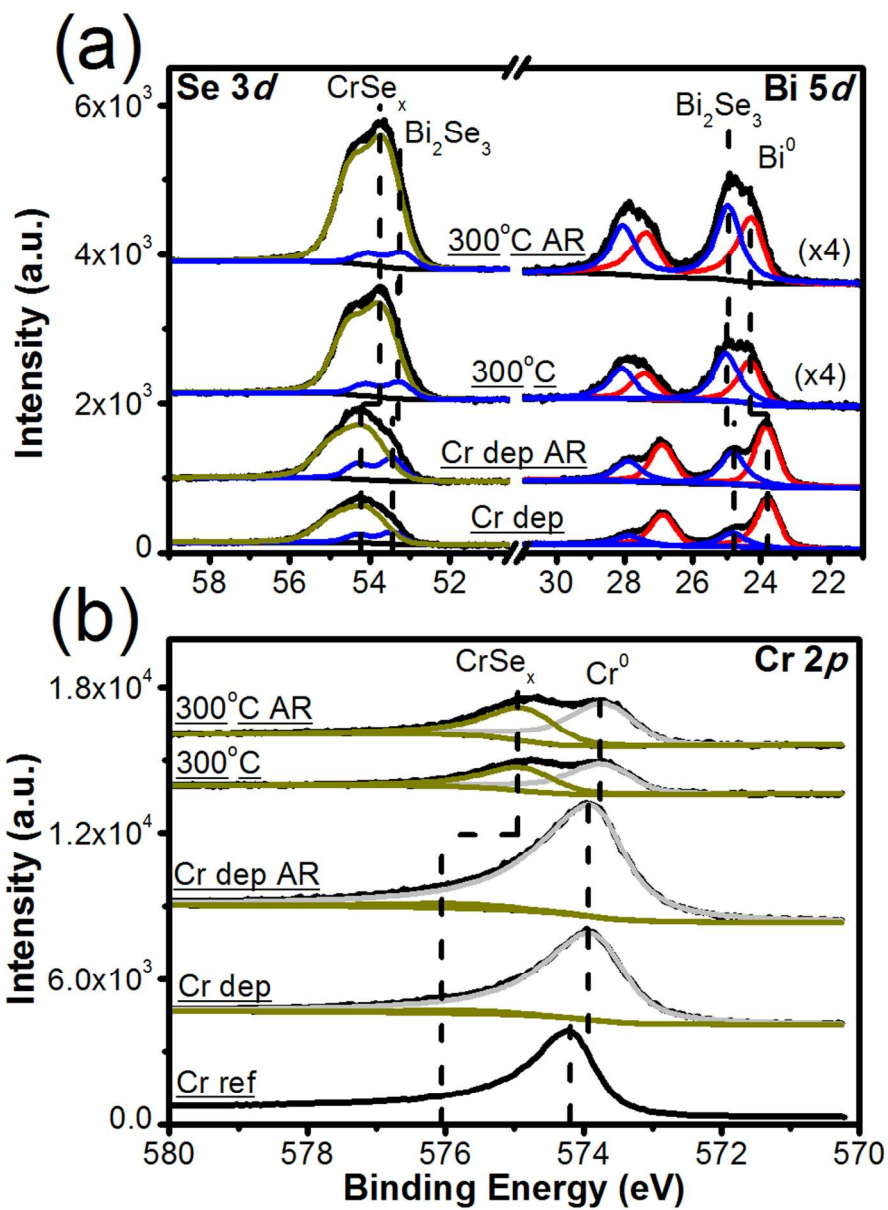 (a)
Se 3d
Bi 5d
CrSeₓ
Bi₂Se₃
Bi₂Se₃
Bi⁰
300°C AR
(x4)
300°C
(x4)
Cr dep AR
Cr dep
6x10³
4x10³
2x10³
0
Intensity (a.u.)
58 56 54 52 30 28 26 24 22
(b)
Cr 2p
CrSeₓ
Cr⁰
300°C AR
300°C
Cr dep AR
Cr dep
Cr ref
1.8x10⁴
1.2x10⁴
6.0x10³
0.0
Intensity (a.u.)
580 578 576 574 572 570
Binding Energy (eV)